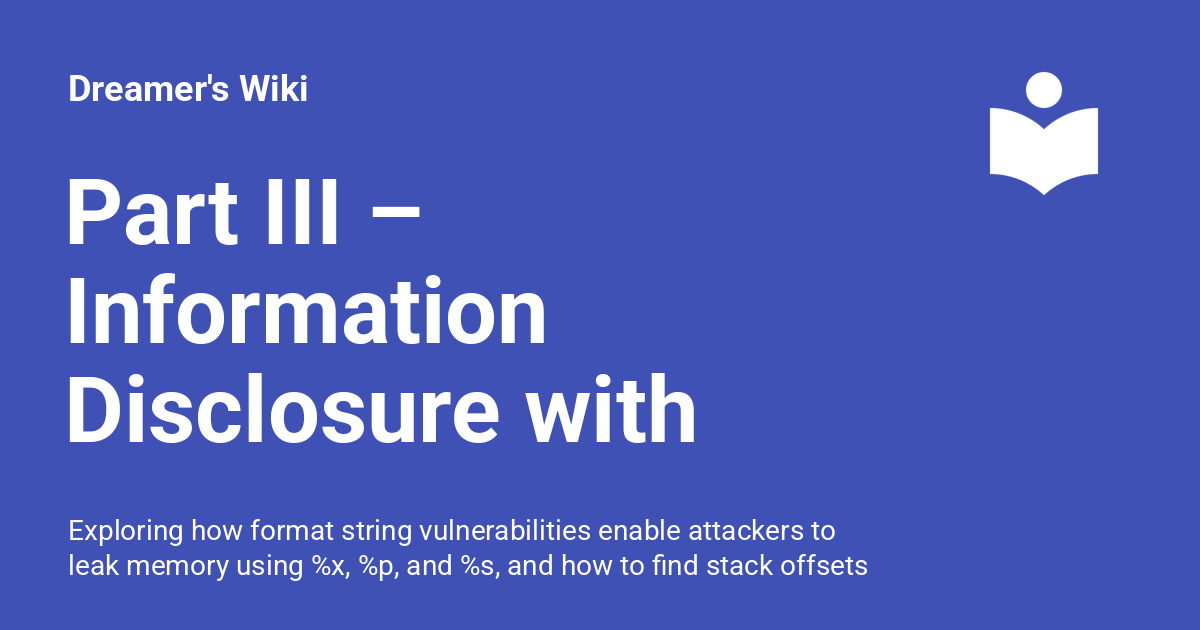 Dreamer's Wiki
Part III –
Information
Disclosure with
Exploring how format string vulnerabilities enable attackers to
leak memory using %x, %p, and %s, and how to find stack offsets